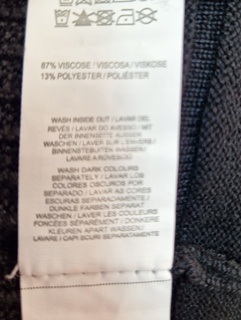 87% VISCOSE / VISCOSA / VISKOSE
13% POLYESTER / POLIÉSTER
WASH INSIDE OUT / LAVAR DEL
REVÉS / LAVAR DO AVESSO / MIT
DER INNENSEITE AUSSEN
WASCHEN / LAVER SUR L'ENVERS /
BINNENSTEBUITEN WASSEN /
LAVARE A ROVESCIO
WASH DARK COLOURS
SEPARATELY / LAVAR LOS
COLORES OSCUROS POR
SEPARADO / LAVAR AS CORES
ESCURAS SEPARADAMENTE /
DUNKLE FARBEN SEPARAT
WASCHEN / LAVER LES COULEURS
FONCÉES SÉPARÉMENT / DONKERE
KLEUREN APART WASSEN /
LAVARE I CAPI SCURI SEPARATAMENTE